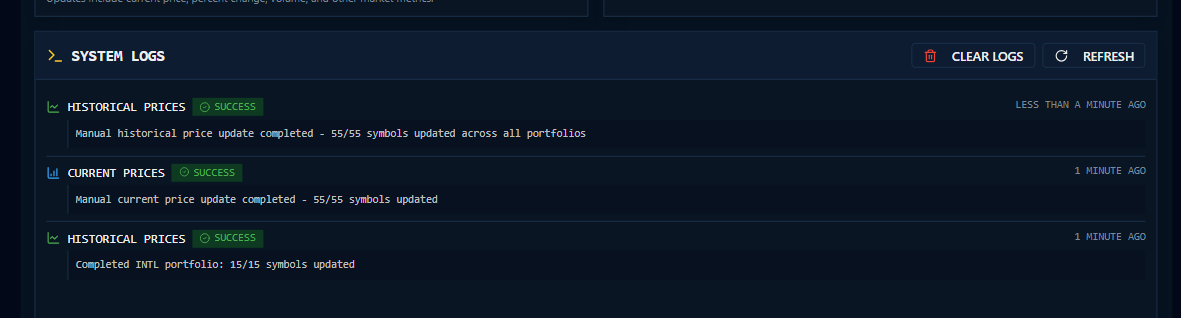 Updates include current price, percent change, volume, and other market metrics.
SYSTEM LOGS
CLEAR LOGS
REFRESH
HISTORICAL PRICES
SUCCESS
LESS THAN A MINUTE AGO
Manual historical price update completed - 55/55 symbols updated across all portfolios
CURRENT PRICES
SUCCESS
1 MINUTE AGO
Manual current price update completed - 55/55 symbols updated
HISTORICAL PRICES
SUCCESS
1 MINUTE AGO
Completed INTL portfolio: 15/15 symbols updated